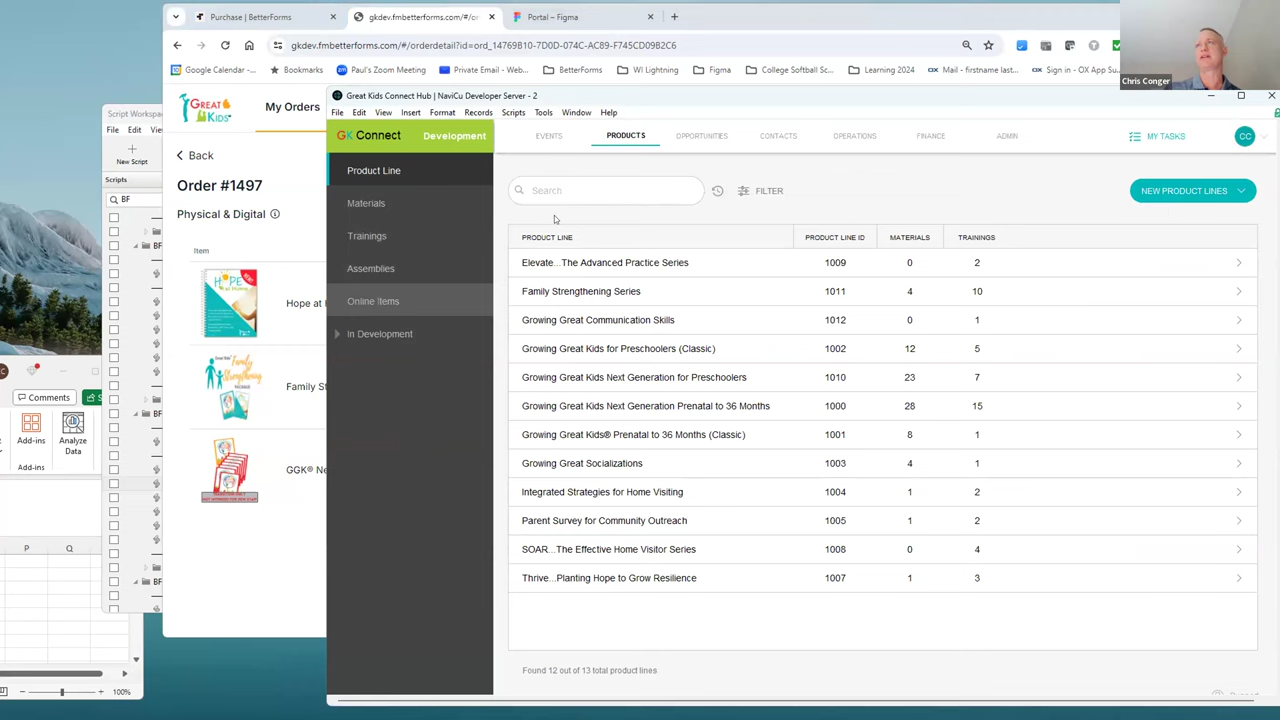 Purchase | BetterForms
gkdev.fmbetterforms.com/#/or
Portal – Figma
gkdev.fmbetterforms.com/#/orderdetail?id=ord_14769B10-7D0D-074C-AC89-F745CD09B2C6
Google Calendar -...
Bookmarks
Paul's Zoom Meeting
Private Email - Web...
BetterForms
WI Lightning
Figma
College Softball Sc...
Learning 2024
Mail - firstname last...
Sign in - OX App Su...
Chris Conger
Script Workspa
File Edit Vie
New Script
Scripts
BF
BF
BF
BF
Comments
Add-ins
Analyze Data
Add-ins
P Q
100%
GREAT KIDS
My Orders
Back
Order #1497
Physical & Digital
Item
Hope at
Family St
GGK® Ne
Great Kids Connect Hub | NaviCu Developer Server - 2
File Edit View Insert Format Records Scripts Tools Window Help
GK Connect Development
EVENTS PRODUCTS OPPORTUNITIES CONTACTS OPERATIONS FINANCE ADMIN
MY TASKS
CC
Product Line
Materials
Trainings
Assemblies
Online Items
In Development
Search
FILTER
NEW PRODUCT LINES
PRODUCT LINE PRODUCT LINE ID MATERIALS TRAININGS
Elevate...The Advanced Practice Series 1009 0 2
Family Strengthening Series 1011 4 10
Growing Great Communication Skills 1012 0 1
Growing Great Kids for Preschoolers (Classic) 1002 12 5
Growing Great Kids Next Generation for Preschoolers 1010 23 7
Growing Great Kids Next Generation Prenatal to 36 Months 1000 28 15
Growing Great Kids® Prenatal to 36 Months (Classic) 1001 8 1
Growing Great Socializations 1003 4 1
Integrated Strategies for Home Visiting 1004 1 2
Parent Survey for Community Outreach 1005 1 2
SOAR...The Effective Home Visitor Series 1008 0 4
Thrive...Planting Hope to Grow Resilience 1007 1 3
Found 12 out of 13 total product lines